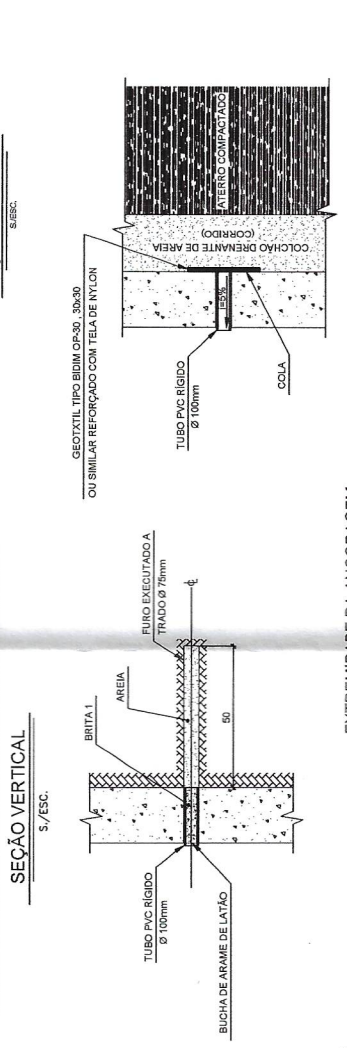 SEÇÃO VERTICAL
S./ESC.
TUBO PVC RÍGIDO
Ø 100mm
BRITA 1
AREIA
FURO EXECUTADO A
TRADO Ø 75mm
50
BUCHA DE ARAME DE LATÃO
S./ESC.
GEOTXTIL TIPO BIDIM OP-30 , 30x30
OU SIMILAR REFORÇADO COM TELA DE NYLON
TUBO PVC RÍGIDO
Ø 100mm
I=5%
COLCHÃO DRENANTE DE AREIA
(CORRIDO)
ATERRO COMPACTADO
COLA